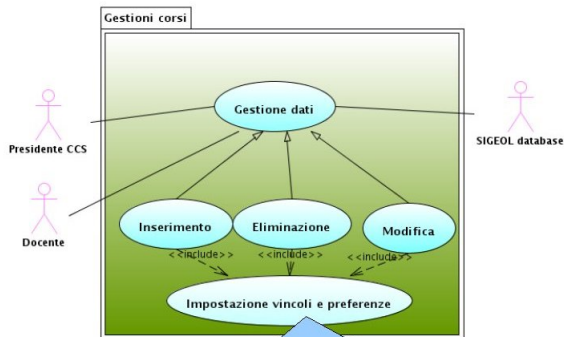 Gestioni corsi
Gestione dati
Presidente CCS
SIGEOL database
Docente
Inserimento
Eliminazione
Modifica
<<include>>
<<include>>
<<include>>
Impostazione vincoli e preferenze